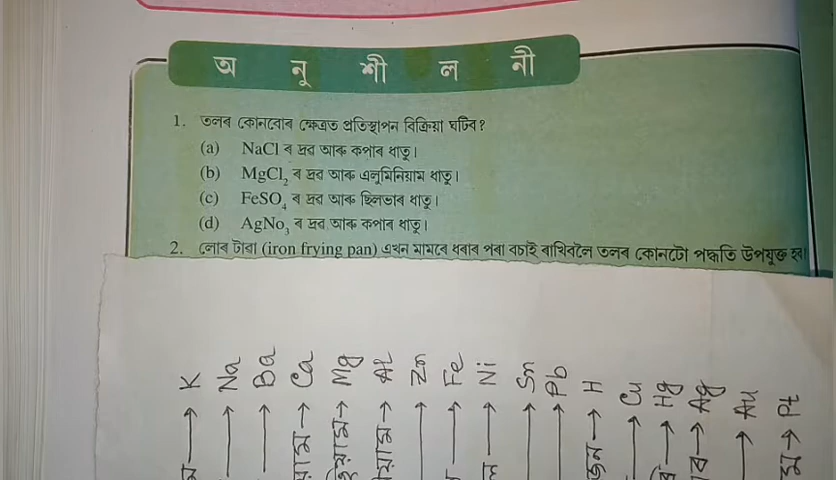 অ নু শী ল নী
1. তলৰ কোনবোৰ ক্ষেত্ৰত প্ৰতিস্থাপন বিক্ৰিয়া ঘটিব?
(a) NaCl ৰ দ্ৰৱ আৰু কপাৰ ধাতু।
(b) MgCl₂ ৰ দ্ৰৱ আৰু এলুমিনিয়াম ধাতু।
(c) FeSO₄ ৰ দ্ৰৱ আৰু ছিলভাৰ ধাতু।
(d) AgNo₃ ৰ দ্ৰৱ আৰু কপাৰ ধাতু।
2. লোৰ টাৱা (iron frying pan) এখন মামৰে ধৰাৰ পৰা বচাই ৰাখিবলৈ তলৰ কোনটো পদ্ধতি উপযুক্ত হব।
→ K
→ Na
→ Ba
→ Ca
→ Mg
→ Al
→ Zn
→ Fe
→ Ni
→ Sn
→ Pb
→ H
→ Cu
→ Hg
→ Ag
→ Au
→ Pt